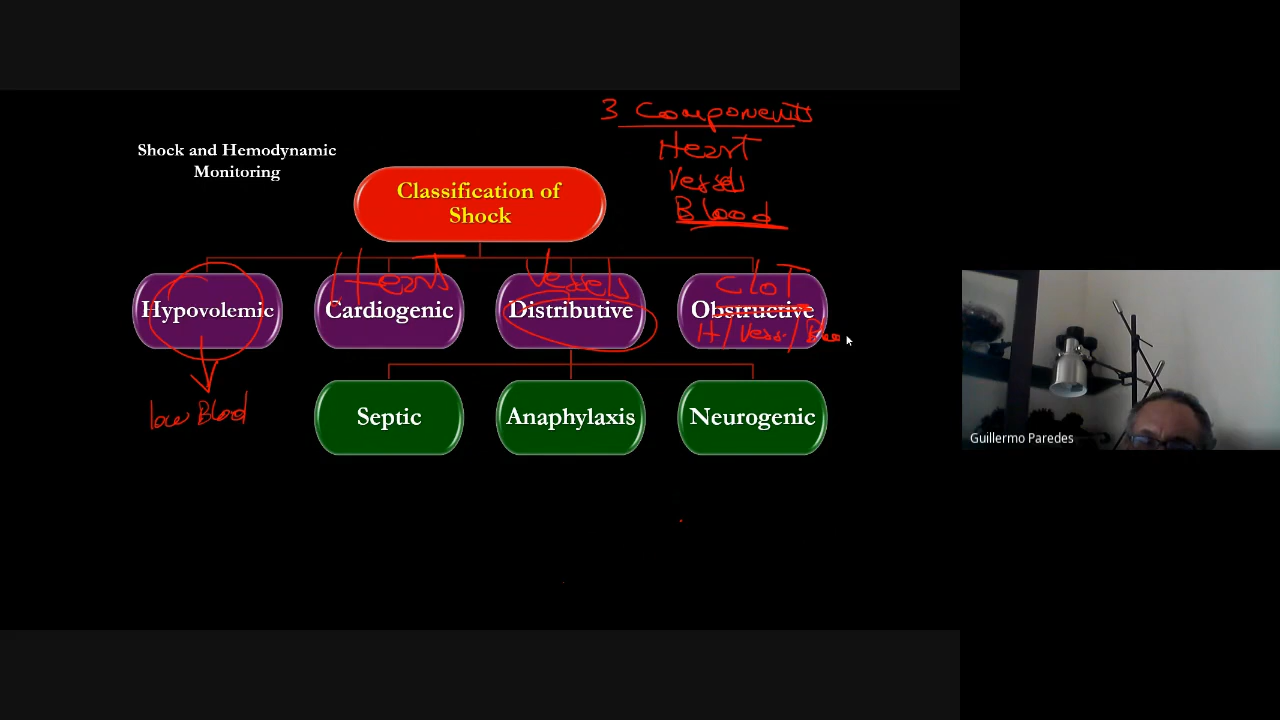 3 Components
Heart
Vessels
Blood
Shock and Hemodynamic
Monitoring
Classification of
Shock
Heart
Vessels
CloT
Hypovolemic
Cardiogenic
Distributive
Obstructive
H/Vess/
low Blood
Septic
Anaphylaxis
Neurogenic
Guillermo Paredes